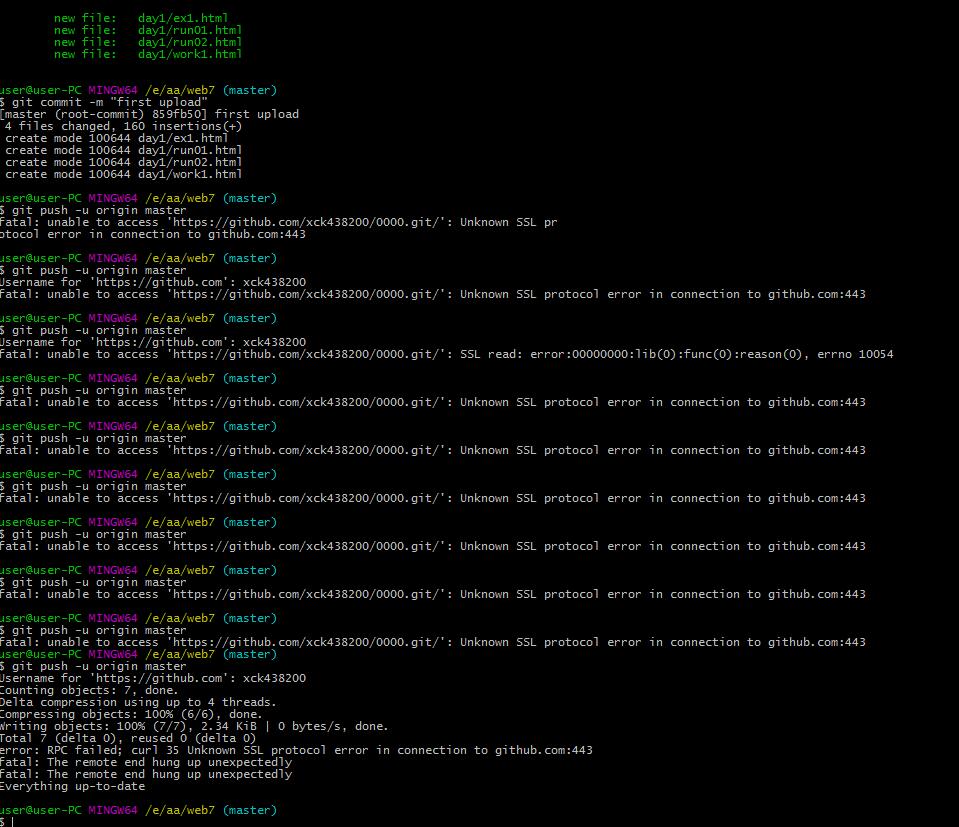 new file:   day1/ex1.html
new file:   day1/run01.html
new file:   day1/run02.html
new file:   day1/work1.html
user@user-PC MINGW64 /e/aa/web7 (master)
$ git commit -m "first upload"
[master (root-commit) 859fb50] first upload
 4 files changed, 160 insertions(+)
 create mode 100644 day1/ex1.html
 create mode 100644 day1/run01.html
 create mode 100644 day1/run02.html
 create mode 100644 day1/work1.html
user@user-PC MINGW64 /e/aa/web7 (master)
$ git push -u origin master
fatal: unable to access 'https://github.com/xck438200/0000.git/': Unknown SSL pr
otocol error in connection to github.com:443
user@user-PC MINGW64 /e/aa/web7 (master)
$ git push -u origin master
Username for 'https://github.com': xck438200
fatal: unable to access 'https://github.com/xck438200/0000.git/': Unknown SSL protocol error in connection to github.com:443
user@user-PC MINGW64 /e/aa/web7 (master)
$ git push -u origin master
Username for 'https://github.com': xck438200
fatal: unable to access 'https://github.com/xck438200/0000.git/': SSL read: error:00000000:lib(0):func(0):reason(0), errno 10054
user@user-PC MINGW64 /e/aa/web7 (master)
$ git push -u origin master
fatal: unable to access 'https://github.com/xck438200/0000.git/': Unknown SSL protocol error in connection to github.com:443
user@user-PC MINGW64 /e/aa/web7 (master)
$ git push -u origin master
fatal: unable to access 'https://github.com/xck438200/0000.git/': Unknown SSL protocol error in connection to github.com:443
user@user-PC MINGW64 /e/aa/web7 (master)
$ git push -u origin master
fatal: unable to access 'https://github.com/xck438200/0000.git/': Unknown SSL protocol error in connection to github.com:443
user@user-PC MINGW64 /e/aa/web7 (master)
$ git push -u origin master
fatal: unable to access 'https://github.com/xck438200/0000.git/': Unknown SSL protocol error in connection to github.com:443
user@user-PC MINGW64 /e/aa/web7 (master)
$ git push -u origin master
fatal: unable to access 'https://github.com/xck438200/0000.git/': Unknown SSL protocol error in connection to github.com:443
user@user-PC MINGW64 /e/aa/web7 (master)
$ git push -u origin master
fatal: unable to access 'https://github.com/xck438200/0000.git/': Unknown SSL protocol error in connection to github.com:443
user@user-PC MINGW64 /e/aa/web7 (master)
$ git push -u origin master
Username for 'https://github.com': xck438200
Counting objects: 7, done.
Delta compression using up to 4 threads.
Compressing objects: 100% (6/6), done.
Writing objects: 100% (7/7), 2.34 KiB | 0 bytes/s, done.
Total 7 (delta 0), reused 0 (delta 0)
error: RPC failed; curl 35 Unknown SSL protocol error in connection to github.com:443
fatal: The remote end hung up unexpectedly
fatal: The remote end hung up unexpectedly
Everything up-to-date
user@user-PC MINGW64 /e/aa/web7 (master)
$